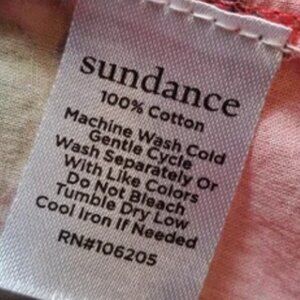 sundance
100% Cotton
Machine Wash Cold
Gentle Cycle
Wash Separately Or
With Like Colors
Do Not Bleach
Tumble Dry Low
Cool Iron If Needed
RN#106205